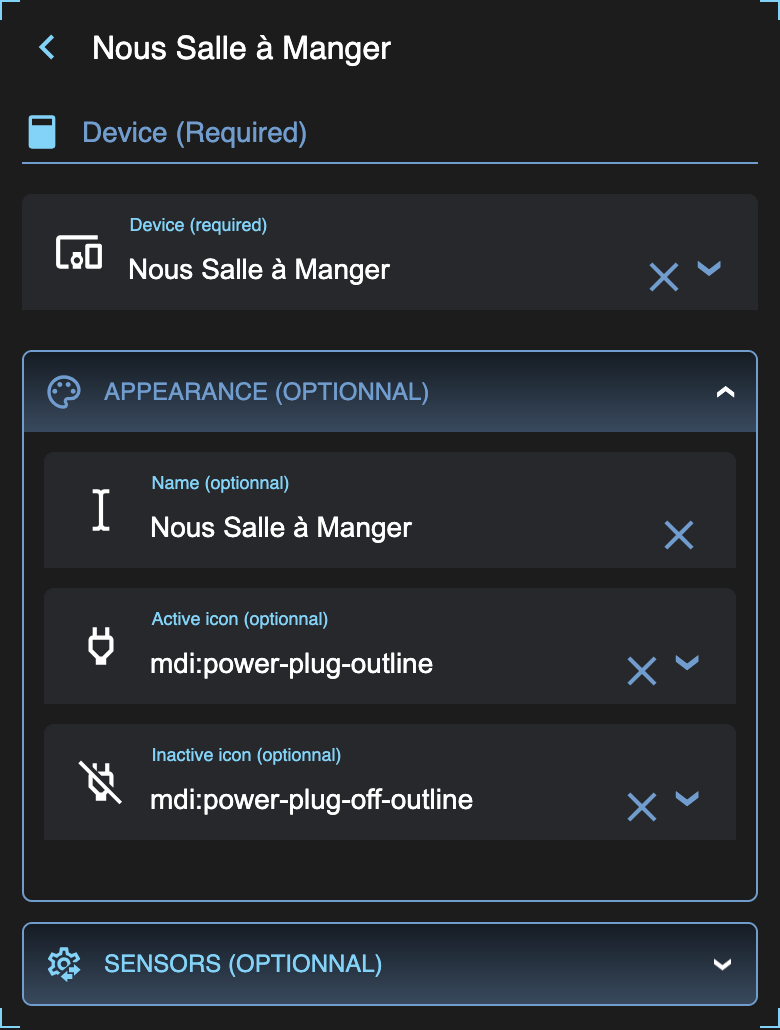 Nous Salle à Manger
Device (Required)
Device (required)
Nous Salle à Manger
APPEARANCE (OPTIONNAL)
Name (optionnal)
Nous Salle à Manger
Active icon (optionnal)
mdi:power-plug-outline
Inactive icon (optionnal)
mdi:power-plug-off-outline
SENSORS (OPTIONNAL)